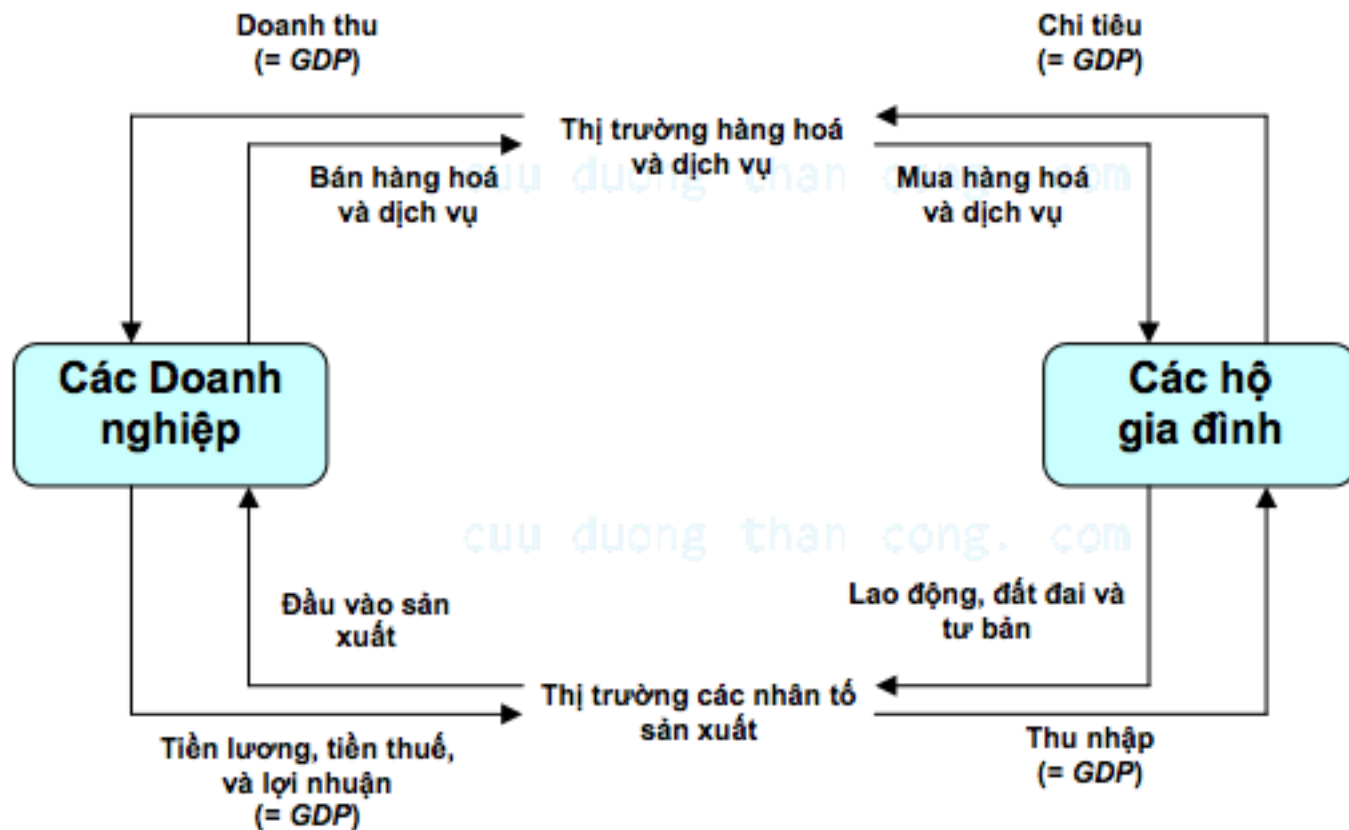 Doanh thu
(= GDP)
Chi tiêu
(= GDP)
Thị trường hàng hoá
và dịch vụ
cuu duong than cong. com
Bán hàng hoá
và dịch vụ
Mua hàng hoá
và dịch vụ
Các Doanh
nghiệp
Các hộ
gia đình
cuu duong than cong. com
Đầu vào sản
xuất
Lao động, đất đai và
tư bản
Thị trường các nhân tố
sản xuất
Tiền lương, tiền thuế,
và lợi nhuận
(= GDP)
Thu nhập
(= GDP)